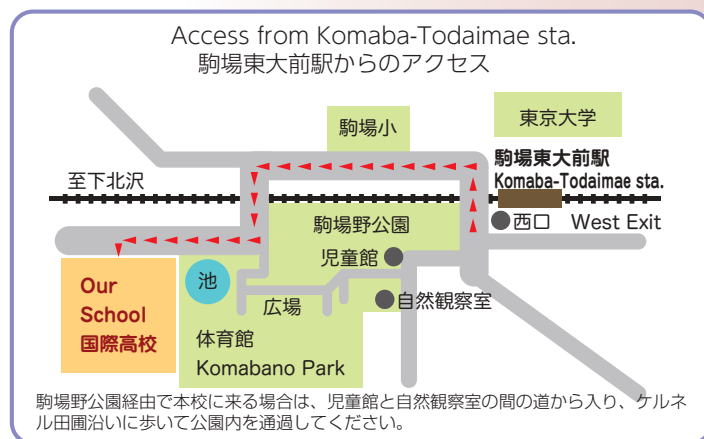 Access from Komaba-Todaimae sta.
駒場東大前駅からのアクセス
東京大学
駒場小
駒場東大前駅
Komaba-Todaimae sta.
至下北沢
西口 West Exit
駒場野公園
児童館
池
Our
School
国際高校
広場
自然観察室
体育館
Komabano Park
駒場野公園経由で本校に来る場合は、児童館と自然観察室の間の道から入り、ケルネ
ル田圃沿いに歩いて公園内を通過してください。